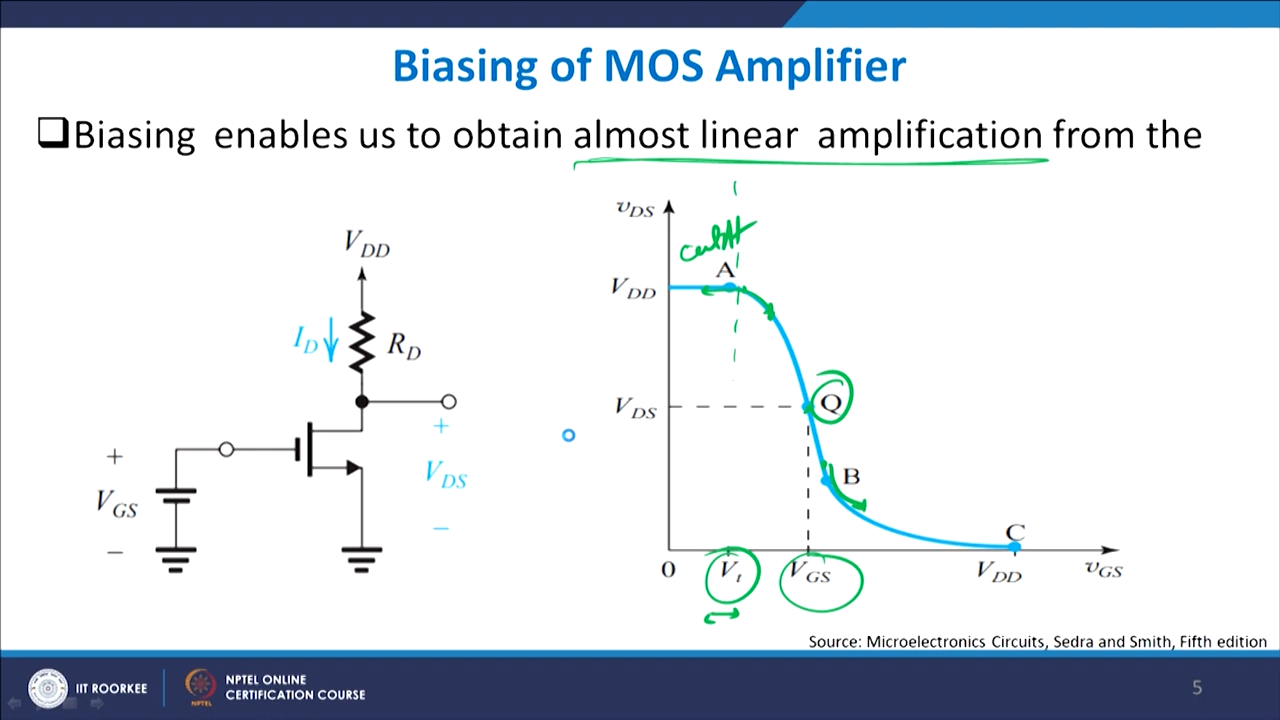 Biasing of MOS Amplifier
❑Biasing enables us to obtain almost linear amplification from the
V_DD
I_D
R_D
+
V_DS
−
+
V_GS
−
v_DS
cutoff
A
V_DD
V_DS
Q
B
C
0
V_t
V_GS
V_DD
v_GS
Source: Microelectronics Circuits, Sedra and Smith, Fifth edition
IIT ROORKEE
NPTEL
NPTEL ONLINE
CERTIFICATION COURSE
5